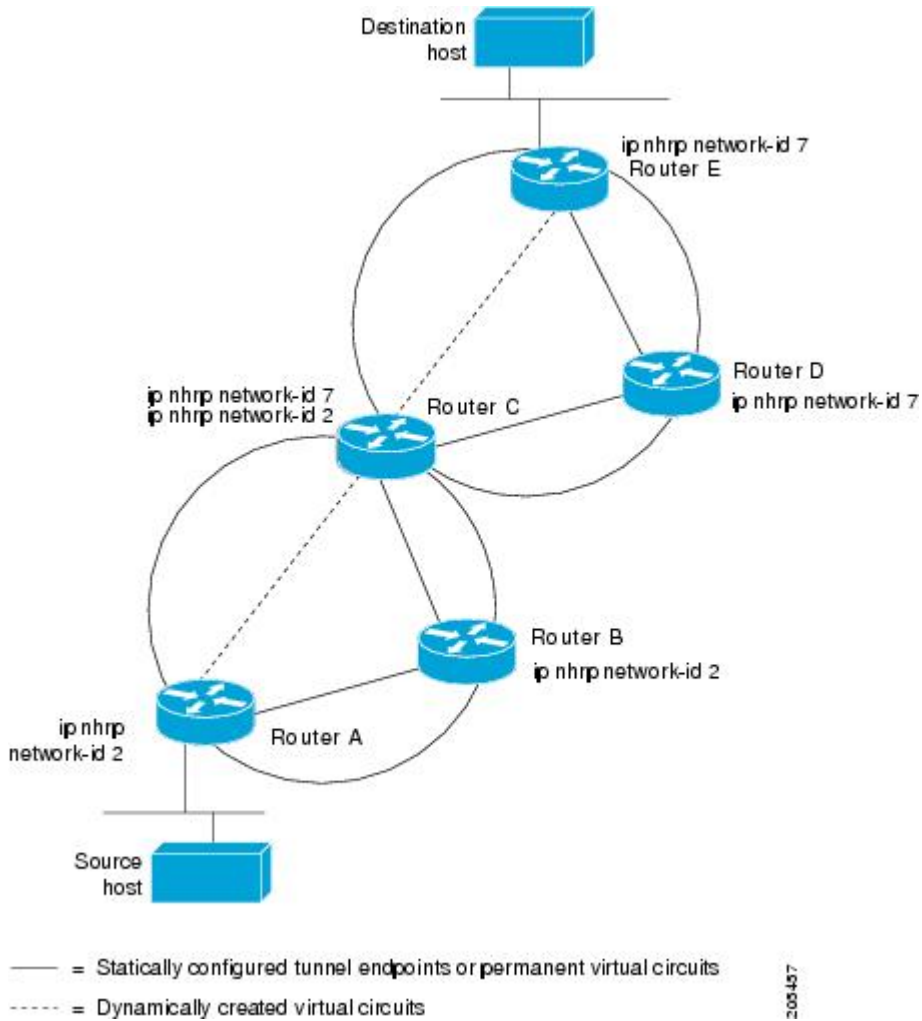 Destination
host
ip nhrp network-id 7
Router E
Router D
ip nhrp network-id 7
ip nhrp network-id 7
ip nhrp network-id 2
Router C
Router B
ip nhrp network-id 2
ip nhrp
network-id 2
Router A
Source
host
= Statically configured tunnel endpoints or permanent virtual circuits
= Dynamically created virtual circuits